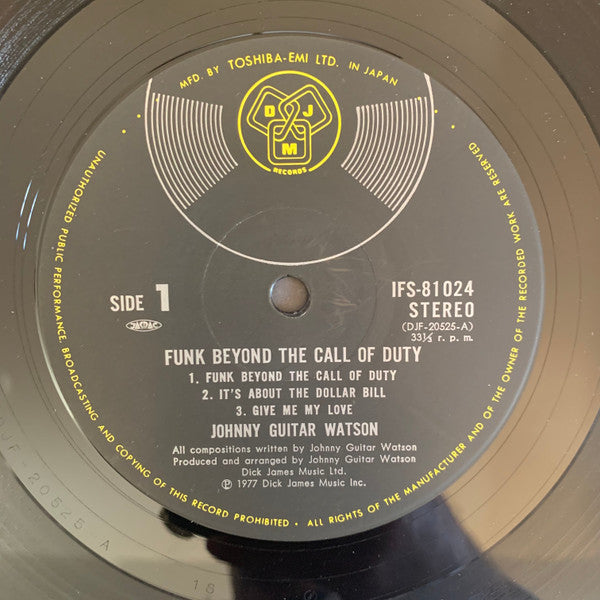 MFD. BY TOSHIBA-EMI LTD. IN JAPAN
D J
M
RECORDS
UNAUTHORIZED PUBLIC PERFORMANCE, BROADCASTING AND COPYING OF THIS RECORD PROHIBITED • ALL RIGHTS OF THE MANUFACTURER AND OF THE OWNER OF THE RECORDED WORK ARE RESERVED
IFS-81024
SIDE 1
STEREO
JASRAC
(DJF-20525-A)
33⅓ r. p. m.
FUNK BEYOND THE CALL OF DUTY
1. FUNK BEYOND THE CALL OF DUTY
2. IT'S ABOUT THE DOLLAR BILL
3. GIVE ME MY LOVE
JOHNNY GUITAR WATSON
All compositions written by Johnny Guitar Watson
Produced and arranged by Johnny Guitar Watson
Dick James Music Ltd.
Ⓟ 1977 Dick James Music Inc.
DJF 20525 A